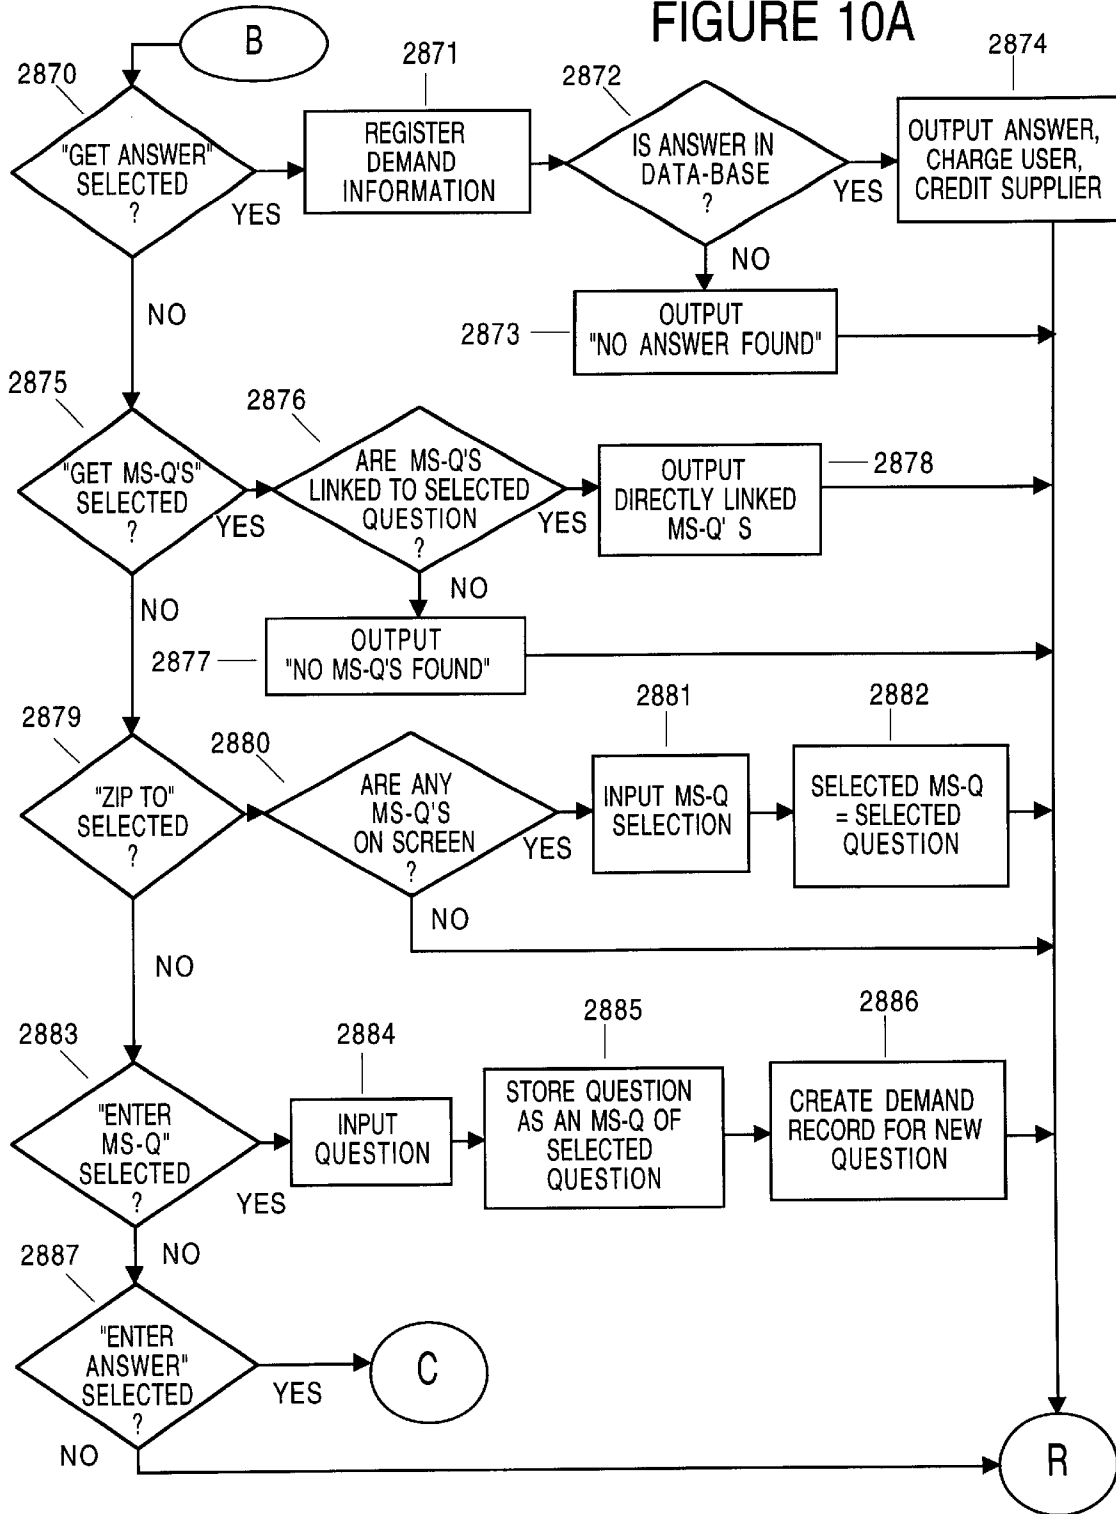 FIGURE 10A
B
2870
2871
2872
2874
"GET ANSWER"
SELECTED
?
YES
REGISTER
DEMAND
INFORMATION
IS ANSWER IN
DATA-BASE
?
YES
OUTPUT ANSWER,
CHARGE USER,
CREDIT SUPPLIER
NO
NO
2873
OUTPUT
"NO ANSWER FOUND"
2875
2876
"GET MS-Q'S"
SELECTED
?
YES
ARE MS-Q'S
LINKED TO SELECTED
QUESTION
?
YES
OUTPUT
DIRECTLY LINKED
MS-Q' S
2878
NO
NO
2877
OUTPUT
"NO MS-Q'S FOUND"
2879
2880
2881
2882
"ZIP TO"
SELECTED
?
ARE ANY
MS-Q'S
ON SCREEN
?
YES
INPUT MS-Q
SELECTION
SELECTED MS-Q
= SELECTED
QUESTION
NO
NO
2883
2884
2885
2886
"ENTER
MS-Q"
SELECTED
?
YES
INPUT
QUESTION
STORE QUESTION
AS AN MS-Q OF
SELECTED
QUESTION
CREATE DEMAND
RECORD FOR NEW
QUESTION
NO
2887
"ENTER
ANSWER"
SELECTED
?
YES
C
NO
R